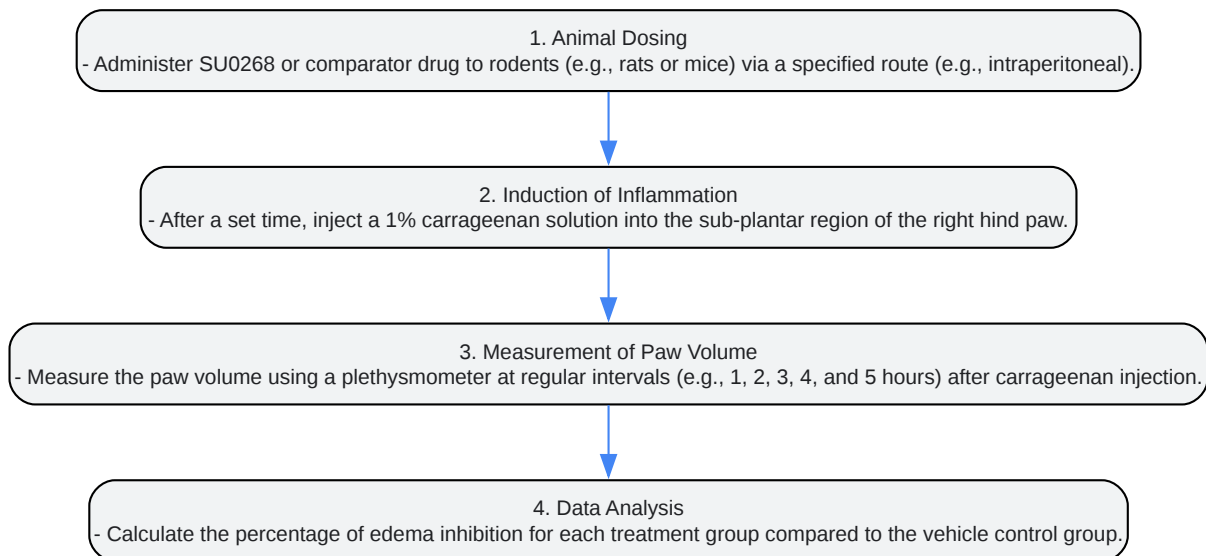 1. Animal Dosing
- Administer SU0268 or comparator drug to rodents (e.g., rats or mice) via a specified route (e.g., intraperitoneal).
2. Induction of Inflammation
- After a set time, inject a 1% carrageenan solution into the sub-plantar region of the right hind paw.
3. Measurement of Paw Volume
- Measure the paw volume using a plethysmometer at regular intervals (e.g., 1, 2, 3, 4, and 5 hours) after carrageenan injection.
4. Data Analysis
- Calculate the percentage of edema inhibition for each treatment group compared to the vehicle control group.